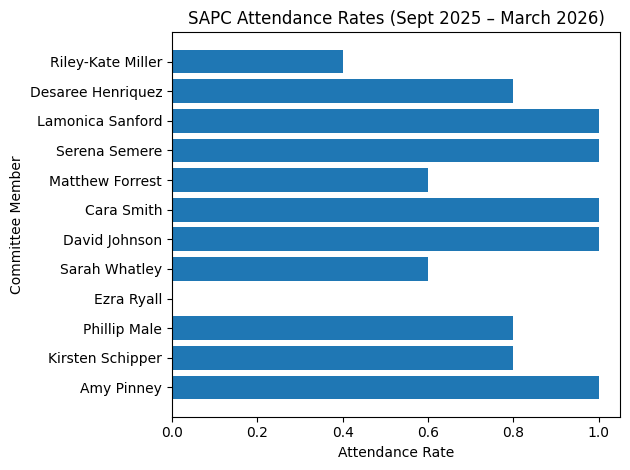 SAPC Attendance Rates (Sept 2025 – March 2026)
Riley-Kate Miller
Desaree Henriquez
Lamonica Sanford
Serena Semere
Matthew Forrest
Cara Smith
David Johnson
Sarah Whatley
Ezra Ryall
Phillip Male
Kirsten Schipper
Amy Pinney
Committee Member
0.0 0.2 0.4 0.6 0.8 1.0
Attendance Rate